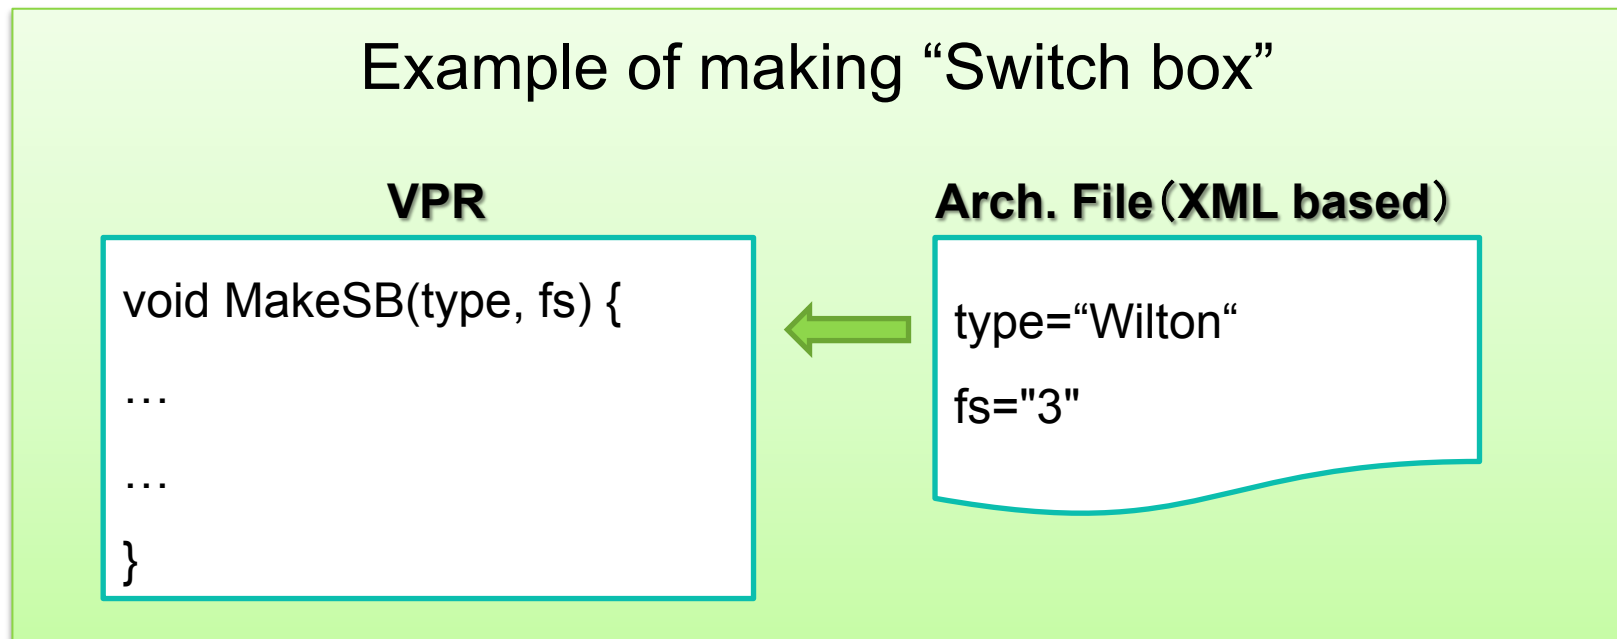 Example of making “Switch box”
VPR
void MakeSB(type, fs) {
…
…
}
Arch. File（XML based）
type=“Wilton“
fs="3"